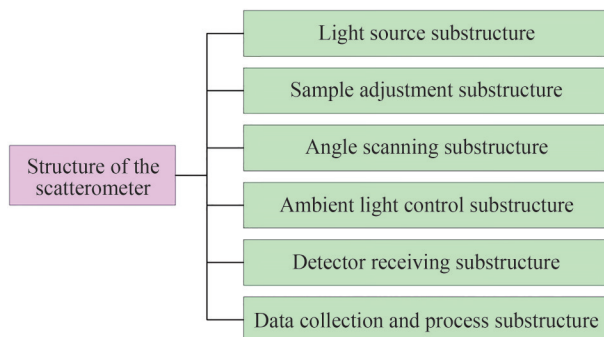 Light source substructure
Sample adjustment substructure
Angle scanning substructure
Structure of the
scatterometer
Ambient light control substructure
Detector receiving substructure
Data collection and process substructure